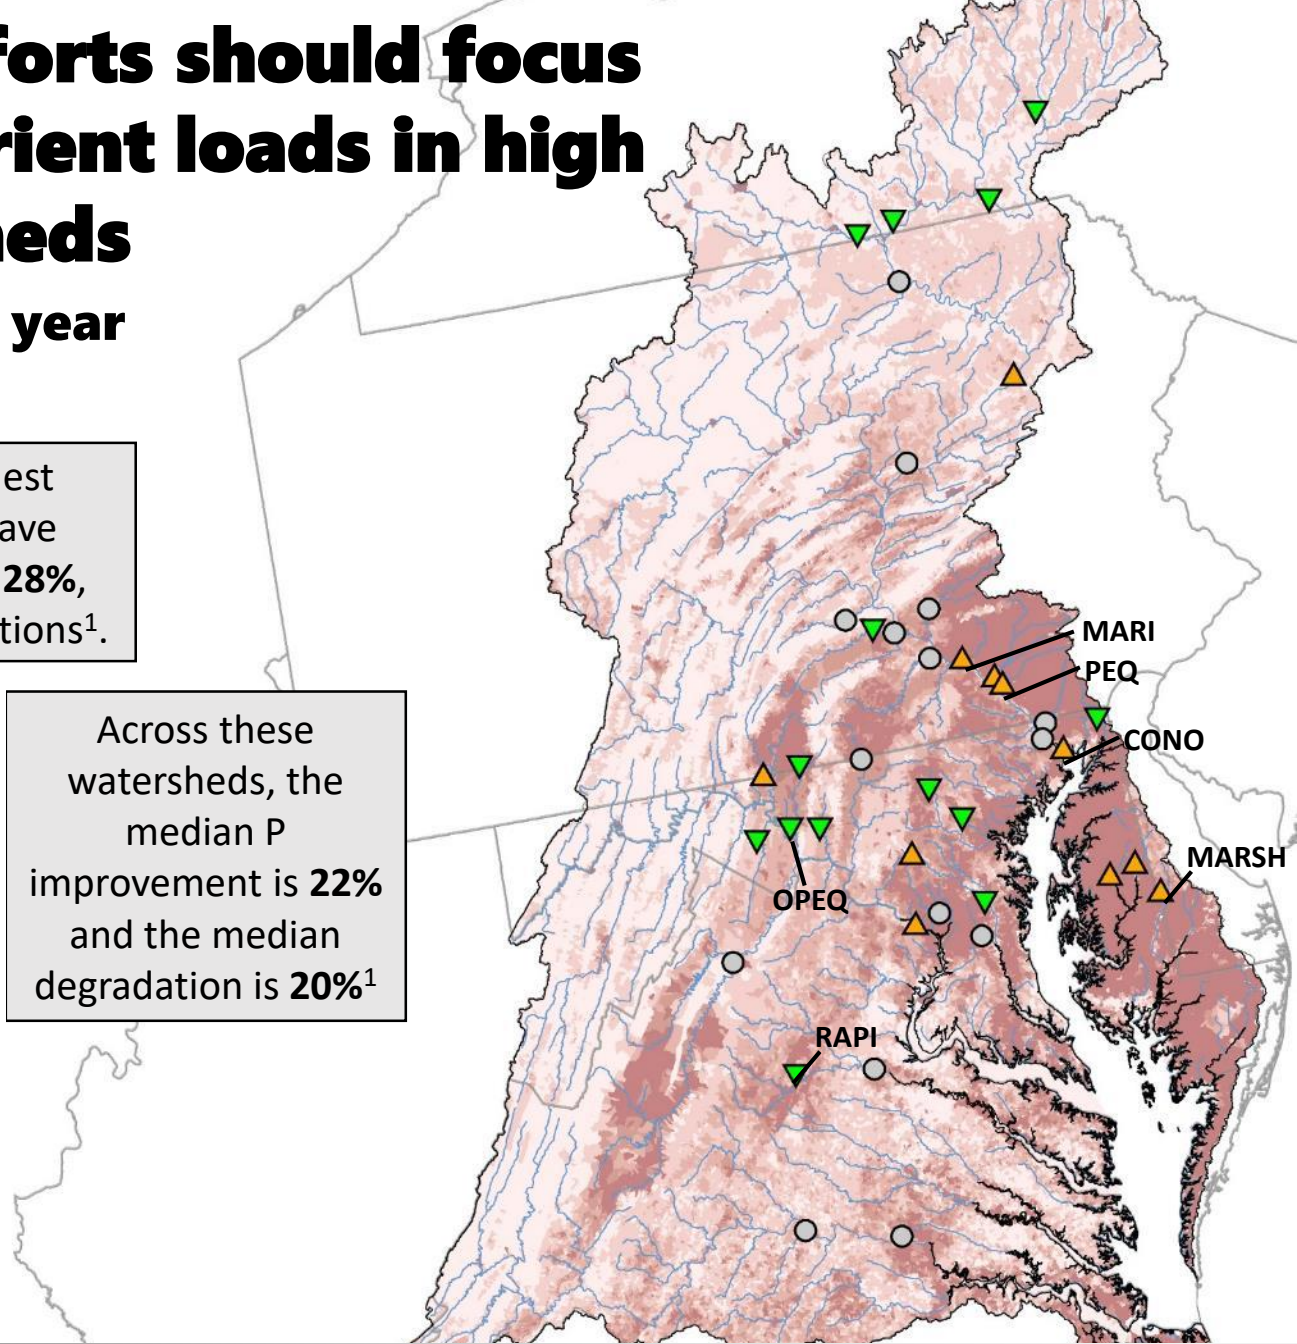 forts should focus
rient loads in high
eds
year
est
ave
28%,
tions¹.
Across these
watersheds, the
median P
improvement is 22%
and the median
degradation is 20%¹
MARI
PEQ
CONO
MARSH
OPEQ
RAPI